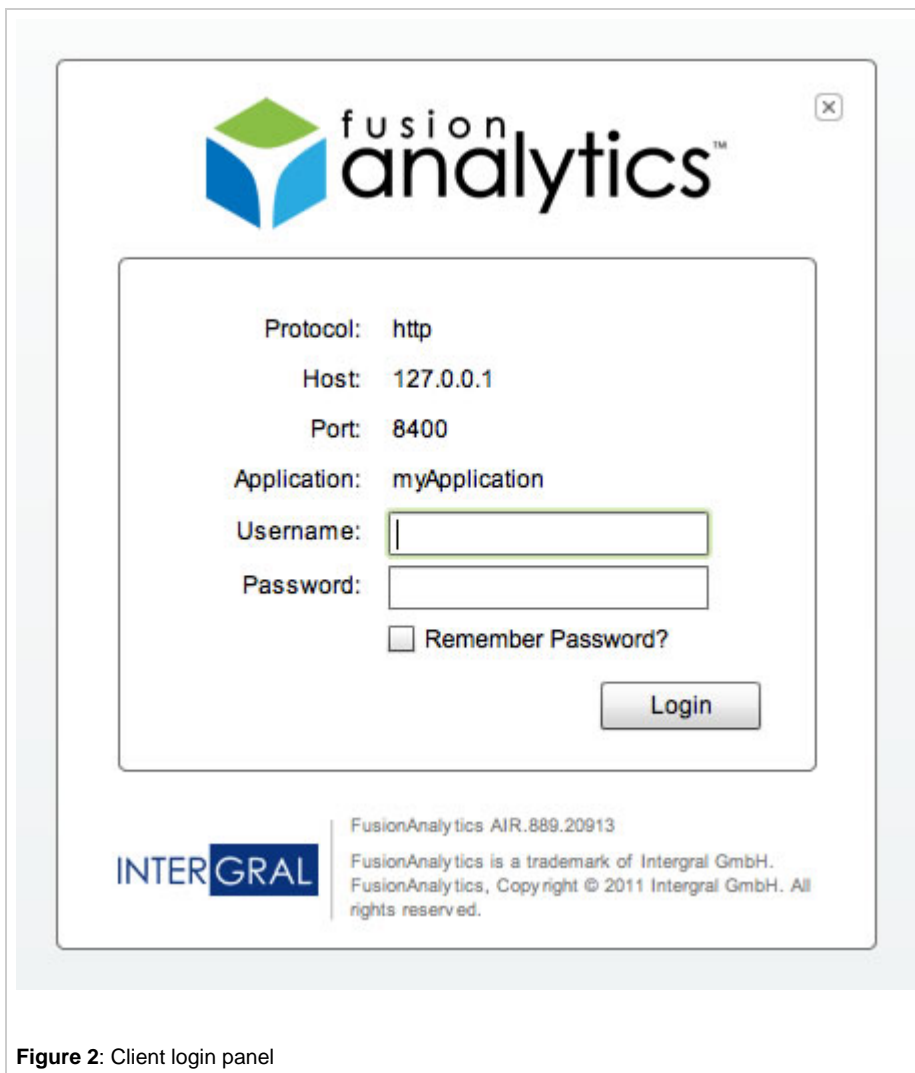 fusion
analytics™
Protocol: http
Host: 127.0.0.1
Port: 8400
Application: myApplication
Username:
Password:
Remember Password?
Login
INTERGRAL
FusionAnalytics AIR.889.20913
FusionAnalytics is a trademark of Intergral GmbH.
FusionAnalytics, Copyright © 2011 Intergral GmbH. All
rights reserved.
Figure 2: Client login panel